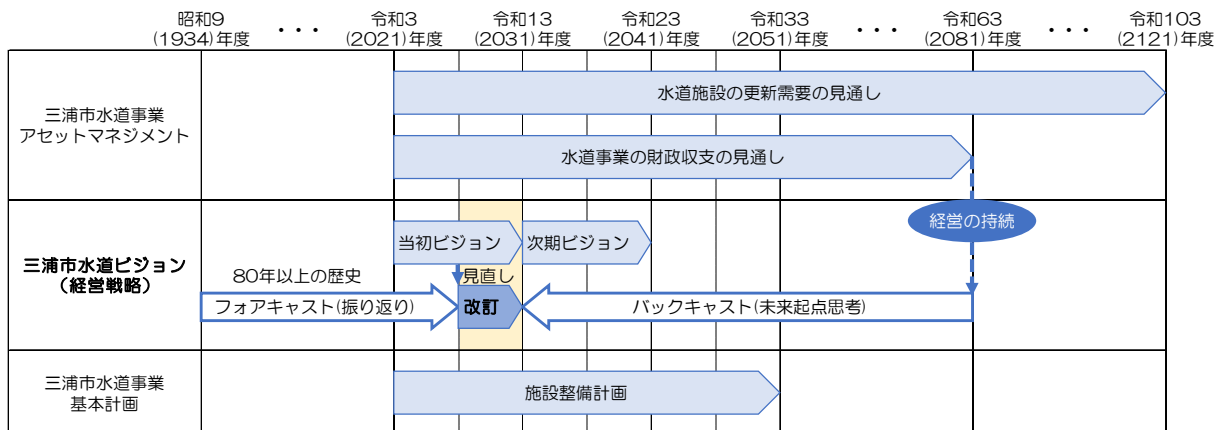 昭和9
(1934)年度
・・・
令和3
(2021)年度
令和13
(2031)年度
令和23
(2041)年度
令和33
(2051)年度
・・・
令和63
(2081)年度
・・・
令和103
(2121)年度
三浦市水道事業
アセットマネジメント
水道施設の更新需要の見通し
水道事業の財政収支の見通し
経営の持続
三浦市水道ビジョン
（経営戦略）
当初ビジョン
次期ビジョン
80年以上の歴史
見直し
フォアキャスト(振り返り)
改訂
バックキャスト(未来起点思考)
三浦市水道事業
基本計画
施設整備計画